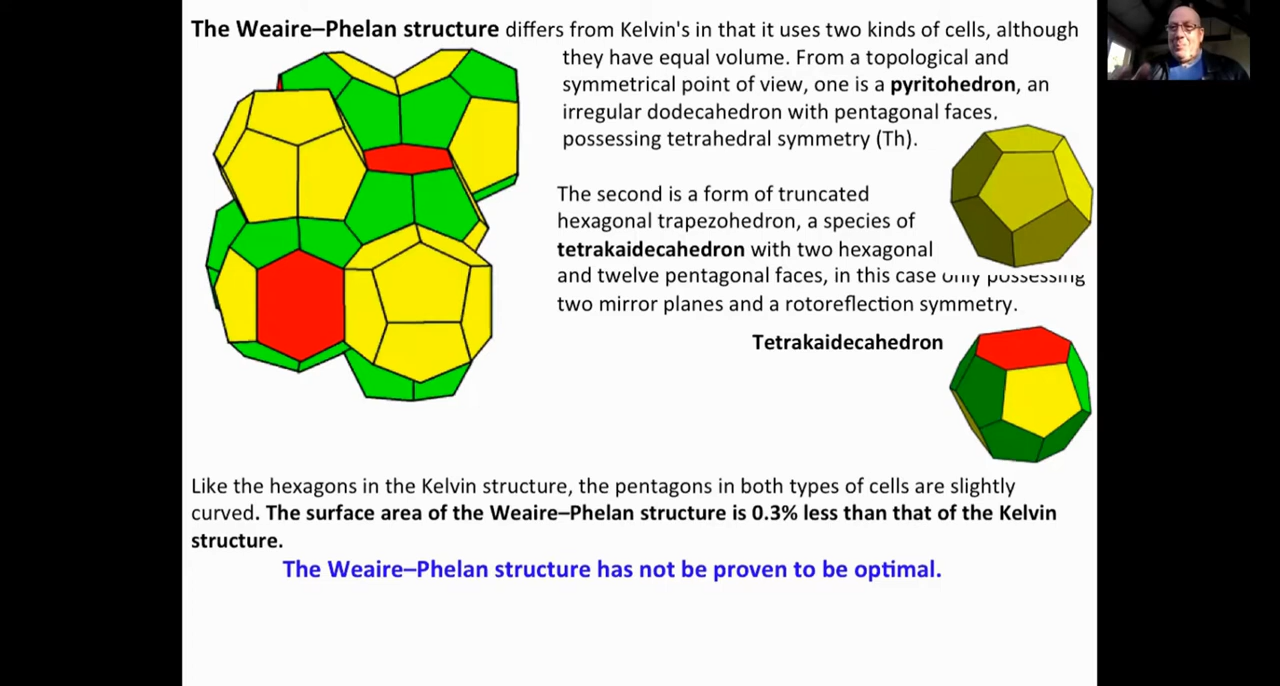 The Weaire–Phelan structure differs from Kelvin's in that it uses two kinds of cells, although
they have equal volume. From a topological and
symmetrical point of view, one is a pyritohedron, an
irregular dodecahedron with pentagonal faces,
possessing tetrahedral symmetry (Th).
The second is a form of truncated
hexagonal trapezohedron, a species of
tetrakaidecahedron with two hexagonal
and twelve pentagonal faces, in this case only possessing
two mirror planes and a rotoreflection symmetry.
Tetrakaidecahedron
Like the hexagons in the Kelvin structure, the pentagons in both types of cells are slightly
curved. The surface area of the Weaire–Phelan structure is 0.3% less than that of the Kelvin
structure.
The Weaire–Phelan structure has not be proven to be optimal.